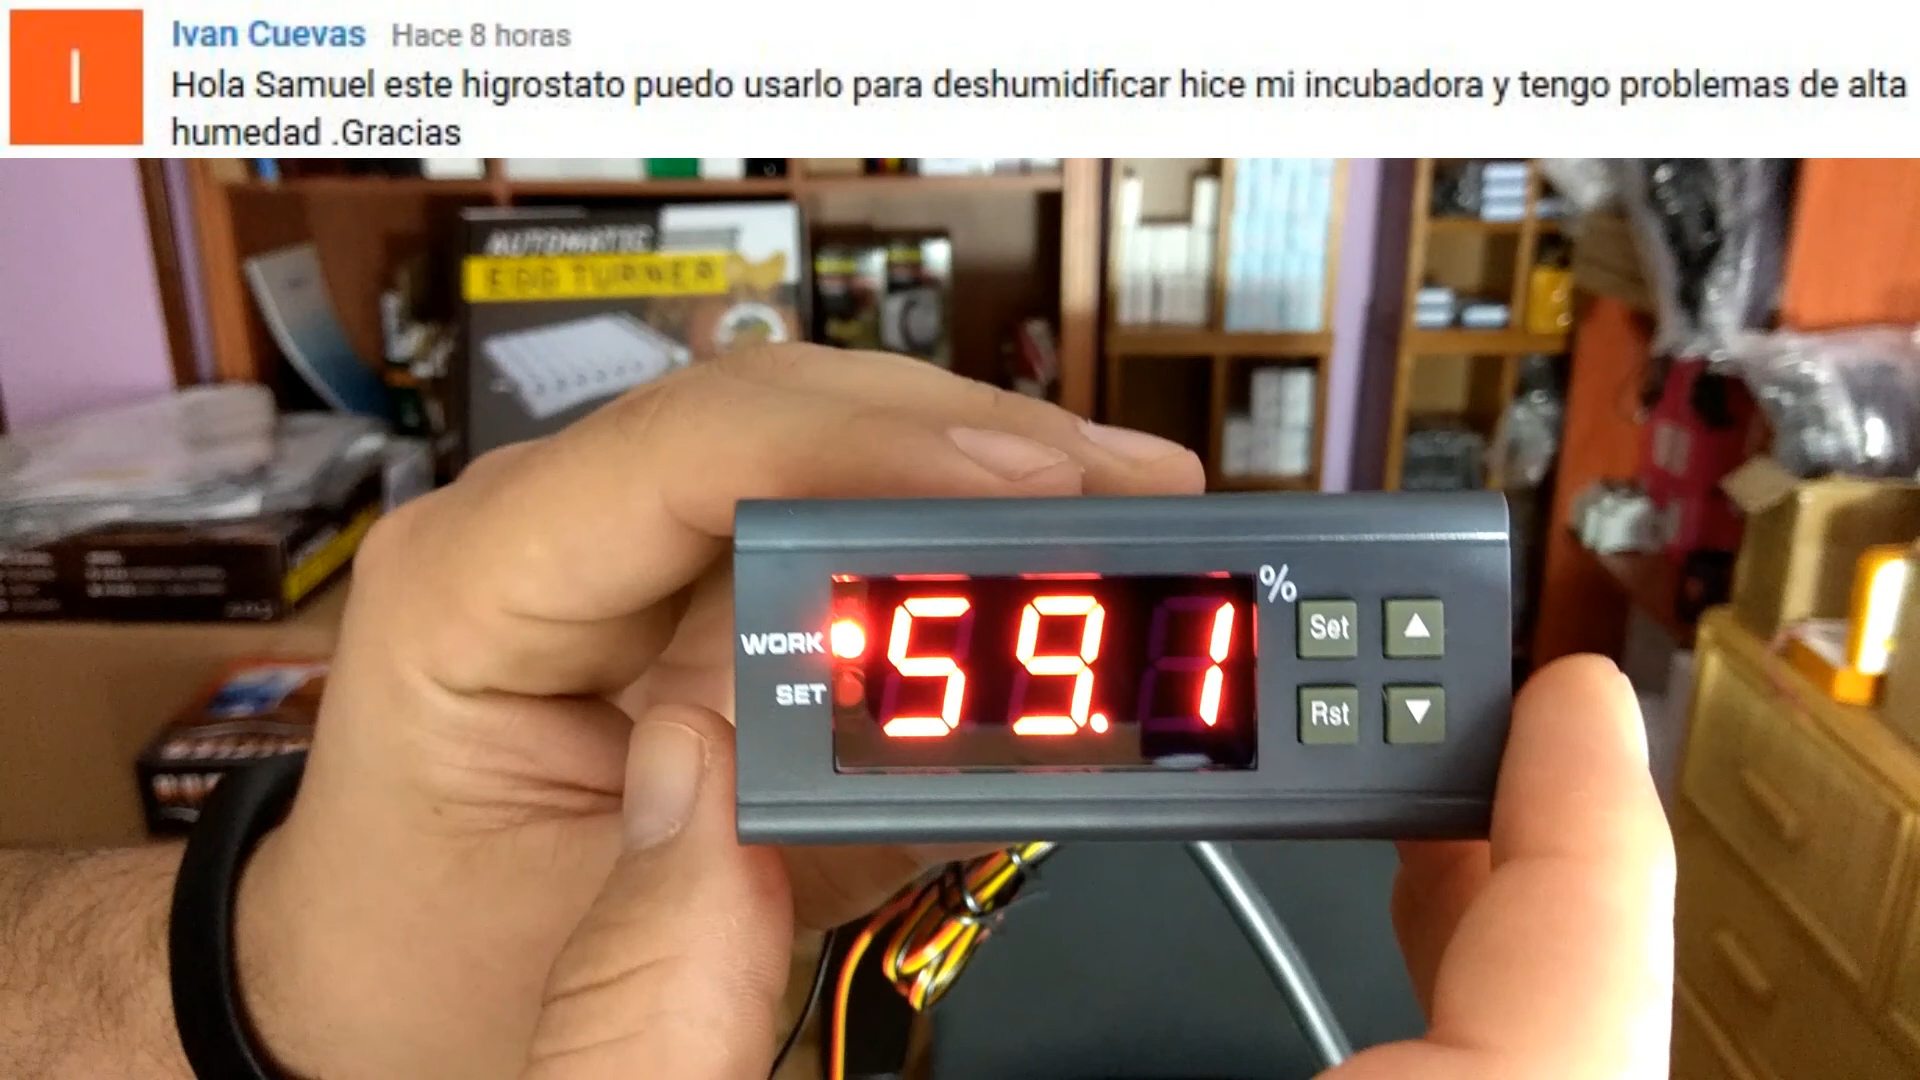 I
Ivan Cuevas Hace 8 horas
Hola Samuel este higrostato puedo usarlo para deshumidificar hice mi incubadora y tengo problemas de alta
humedad .Gracias
AUTOMATIC
EGG TURNER
%
WORK
SET
59.1
Set
Rst